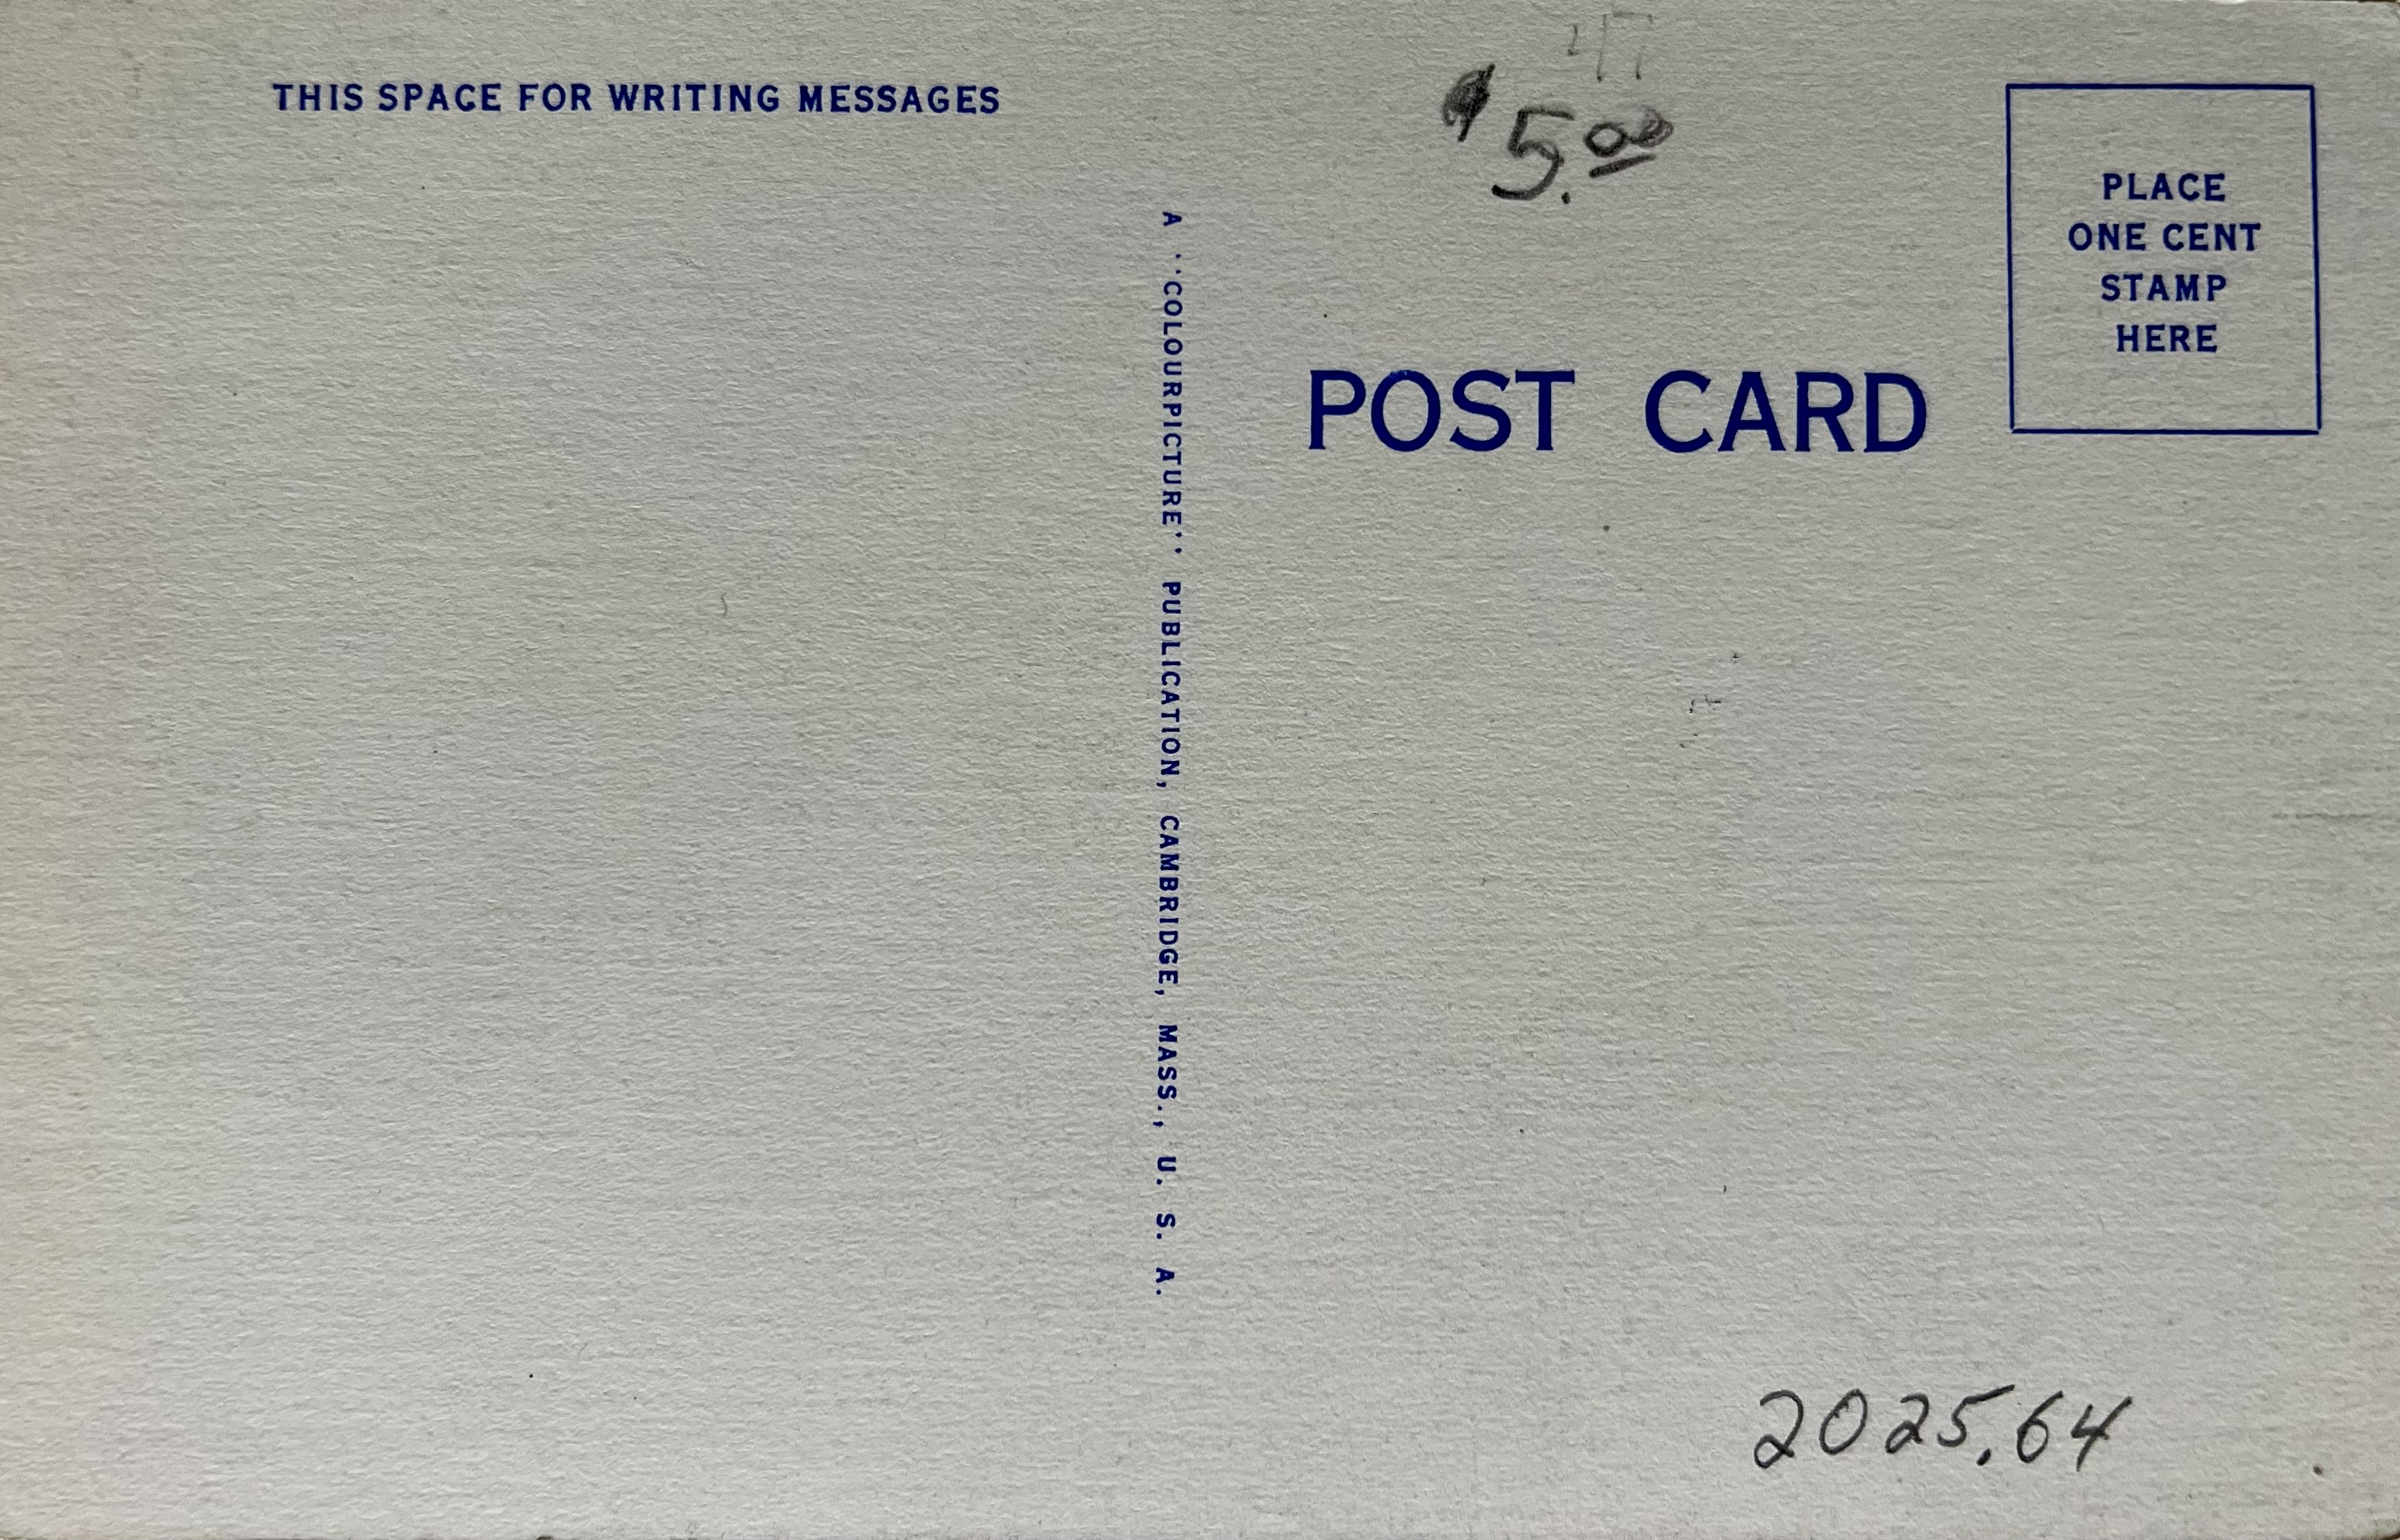 THIS SPACE FOR WRITING MESSAGES
A "COLOURPICTURE" PUBLICATION, CAMBRIDGE, MASS., U. S. A.
$5.00
POST CARD
PLACE
ONE CENT
STAMP
HERE
2025.64